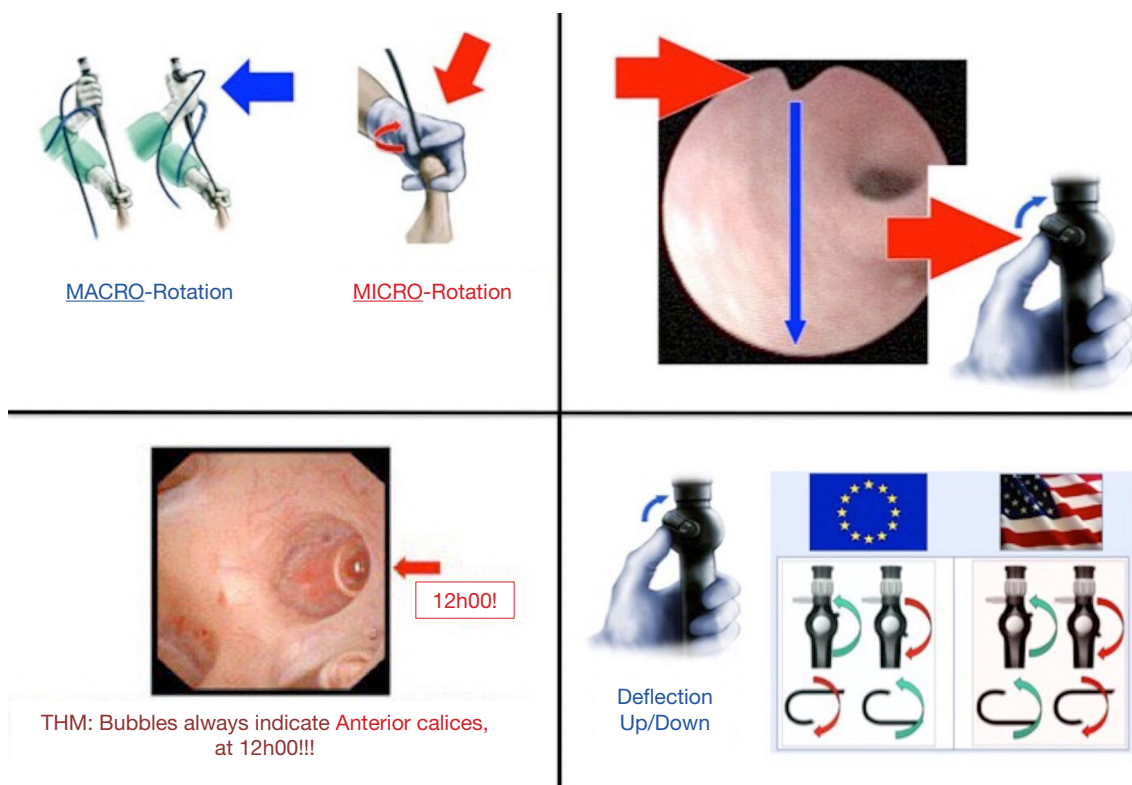 MACRO-Rotation
MICRO-Rotation
12h00!
THM: Bubbles always indicate Anterior calices,
at 12h00!!!
Deflection
Up/Down